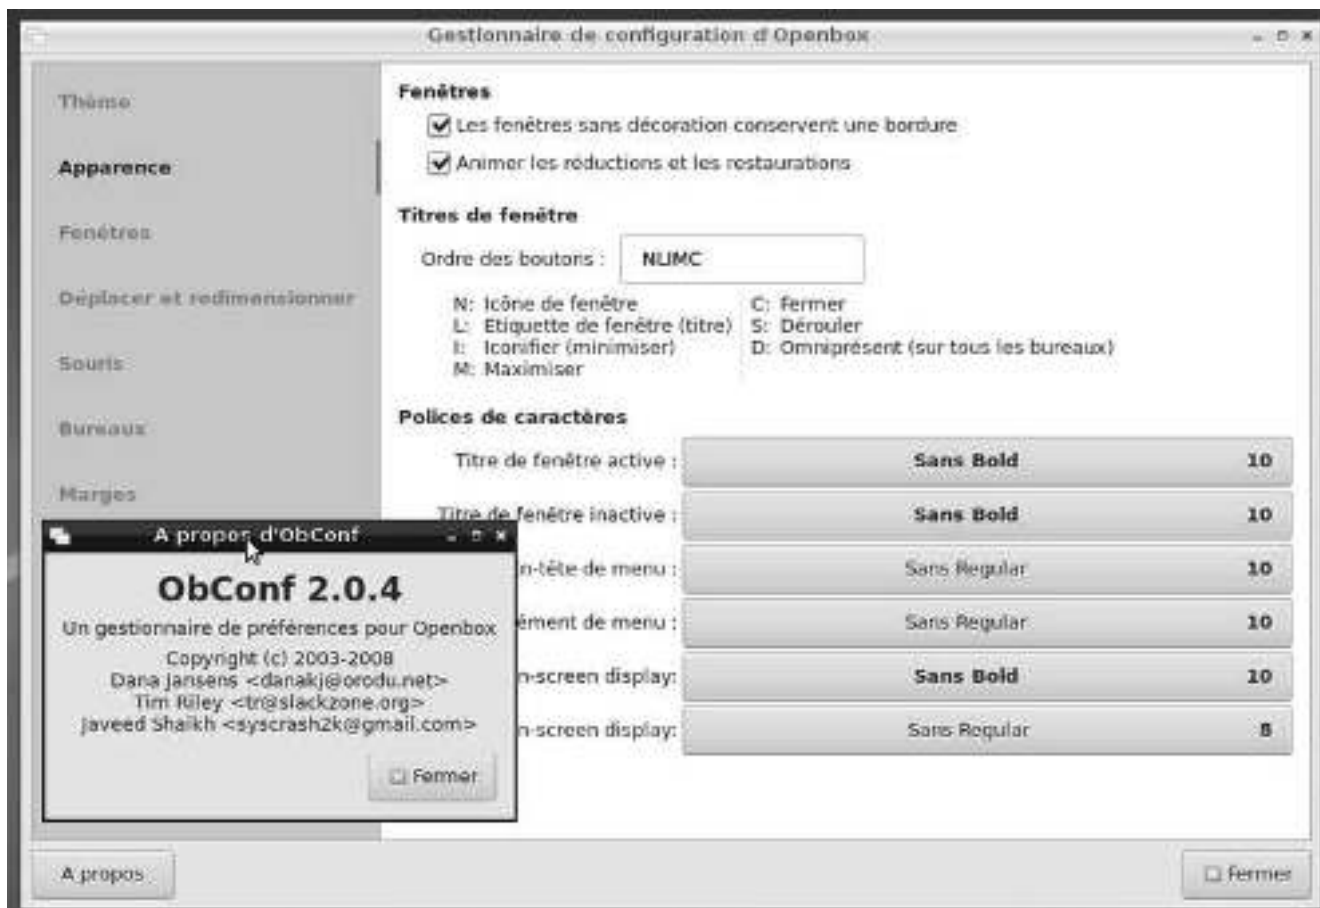 Gestionnaire de configuration d'Openbox
Thème
Apparence
Fenêtres
Déplacer et redimensionner
Souris
Bureaux
Marges
Fenêtres
Les fenêtres sans décoration conservent une bordure
Animer les réductions et les restaurations
Titres de fenêtre
Ordre des boutons : NLIMC
N: Icône de fenêtre
L: Etiquette de fenêtre (titre)
I: Iconifier (minimiser)
M: Maximiser
C: Fermer
S: Dérouler
D: Omniprésent (sur tous les bureaux)
Polices de caractères
Titre de fenêtre active : Sans Bold 10
Titre de fenêtre inactive : Sans Bold 10
n-tête de menu : Sans Regular 10
ément de menu : Sans Regular 10
n-screen display: Sans Bold 10
n-screen display: Sans Regular 8
A propos d'ObConf
ObConf 2.0.4
Un gestionnaire de préférences pour Openbox
Copyright (c) 2003-2008
Dana Jansens <danakj@orodu.net>
Tim Riley <tr@slackzone.org>
Javeed Shaikh <syscrash2k@gmail.com>
Fermer
A propos
Fermer